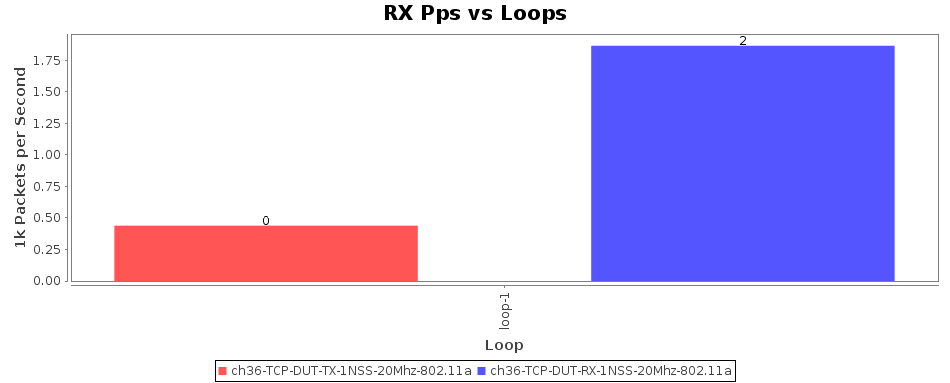 RX Pps vs Loops
1k Packets per Second
1.75
1.50
1.25
1.00
0.75
0.50
0.25
0.00
0
2
loop-1
Loop
ch36-TCP-DUT-TX-1NSS-20Mhz-802.11a ch36-TCP-DUT-RX-1NSS-20Mhz-802.11a